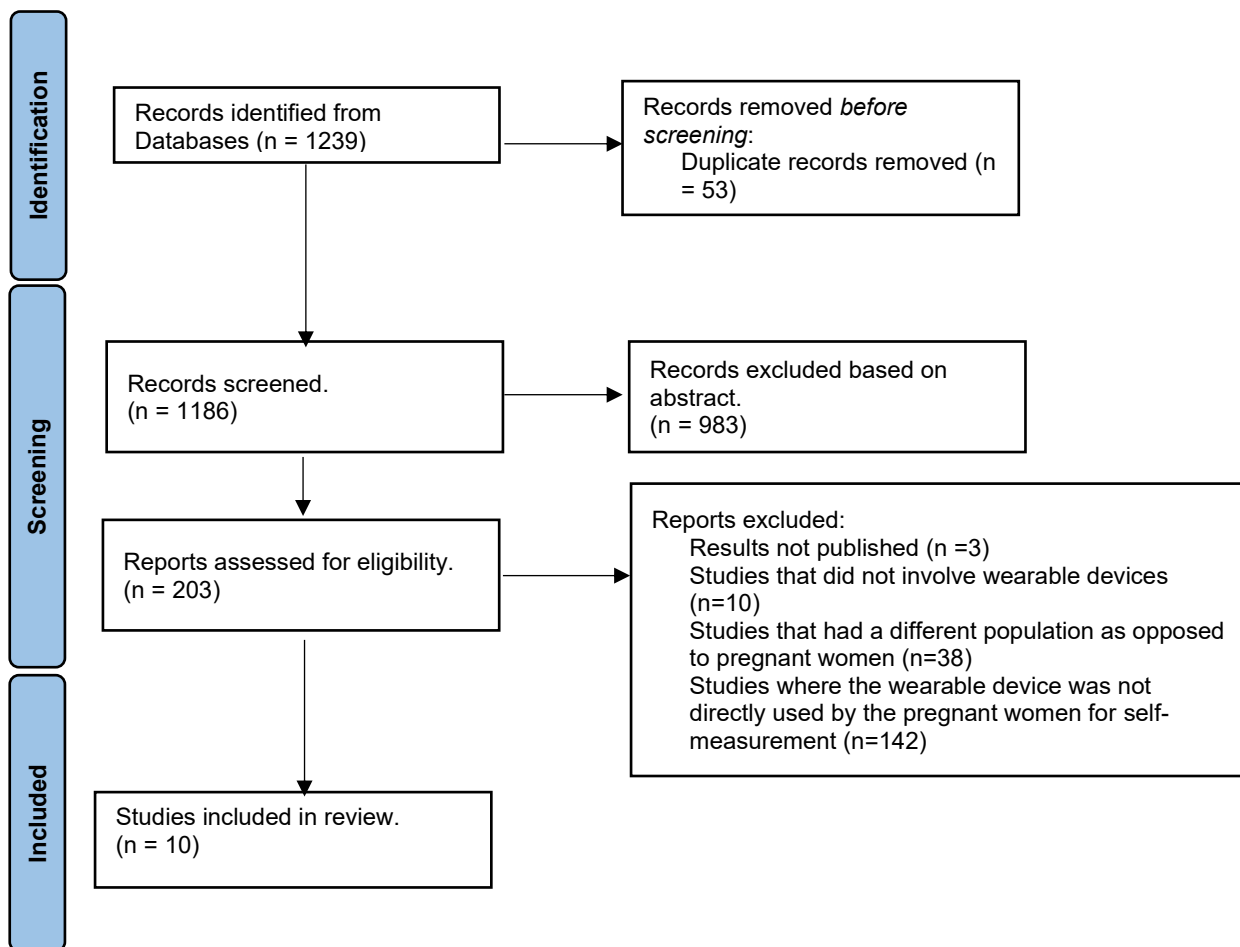 Identification
Records identified from
Databases (n = 1239)
Records removed before
screening:
Duplicate records removed (n
= 53)
Screening
Records screened.
(n = 1186)
Records excluded based on
abstract.
(n = 983)
Reports assessed for eligibility.
(n = 203)
Reports excluded:
Results not published (n =3)
Studies that did not involve wearable devices
(n=10)
Studies that had a different population as opposed
to pregnant women (n=38)
Studies where the wearable device was not
directly used by the pregnant women for self-
measurement (n=142)
Included
Studies included in review.
(n = 10)